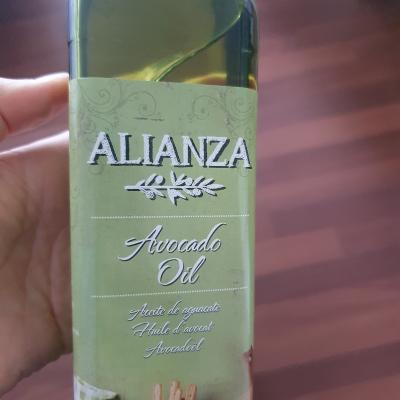 ALIANZA
Avocado
Oil
Aceite de aguacate
Huile d'avocat
Avocadoöl